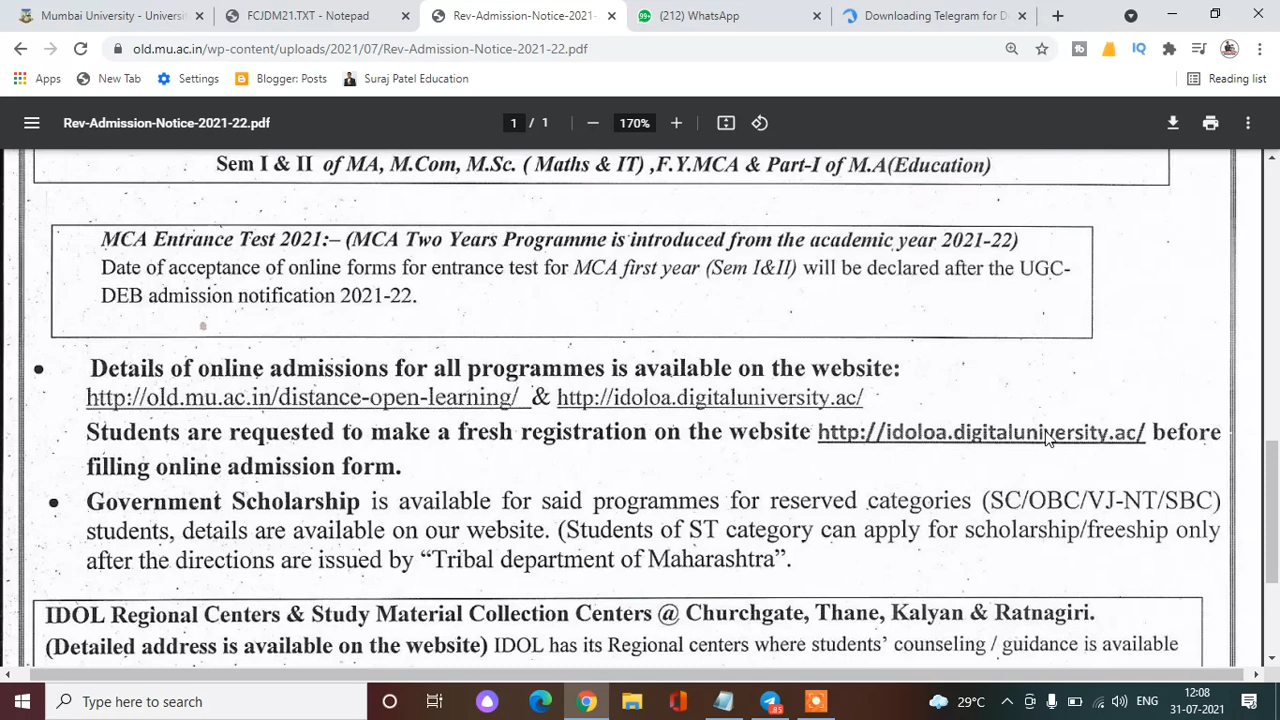 Mumbai University - Universi
FCJDM21.TXT - Notepad
Rev-Admission-Notice-2021-
99+ (212) WhatsApp
Downloading Telegram for D
old.mu.ac.in/wp-content/uploads/2021/07/Rev-Admission-Notice-2021-22.pdf
IQ
Apps New Tab Settings Blogger: Posts Suraj Patel Education Reading list
Rev-Admission-Notice-2021-22.pdf 1 / 1 170%
Sem I & II of MA, M.Com, M.Sc. ( Maths & IT) ,F.Y.MCA & Part-I of M.A(Education)
MCA Entrance Test 2021:– (MCA Two Years Programme is introduced from the academic year 2021-22)
Date of acceptance of online forms for entrance test for MCA first year (Sem I&II) will be declared after the UGC-
DEB admission notification 2021-22.
• Details of online admissions for all programmes is available on the website:
http://old.mu.ac.in/distance-open-learning/ & http://idoloa.digitaluniversity.ac/
Students are requested to make a fresh registration on the website http://idoloa.digitaluniversity.ac/ before
filling online admission form.
• Government Scholarship is available for said programmes for reserved categories (SC/OBC/VJ-NT/SBC)
students, details are available on our website. (Students of ST category can apply for scholarship/freeship only
after the directions are issued by “Tribal department of Maharashtra”.
IDOL Regional Centers & Study Material Collection Centers @ Churchgate, Thane, Kalyan & Ratnagiri.
(Detailed address is available on the website) IDOL has its Regional centers where students’ counseling / guidance is available
Type here to search
85
29°C
ENG
12:08
31-07-2021